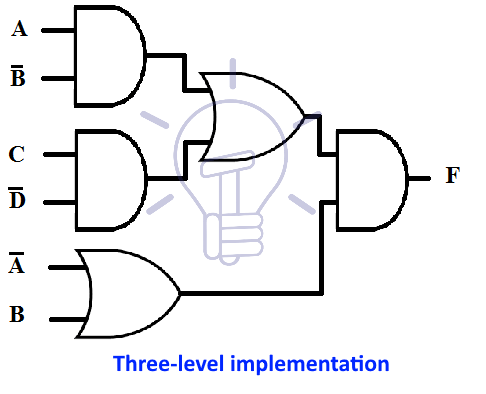 A
B̅
C
D̅
F
A̅
B
Three-level implementation